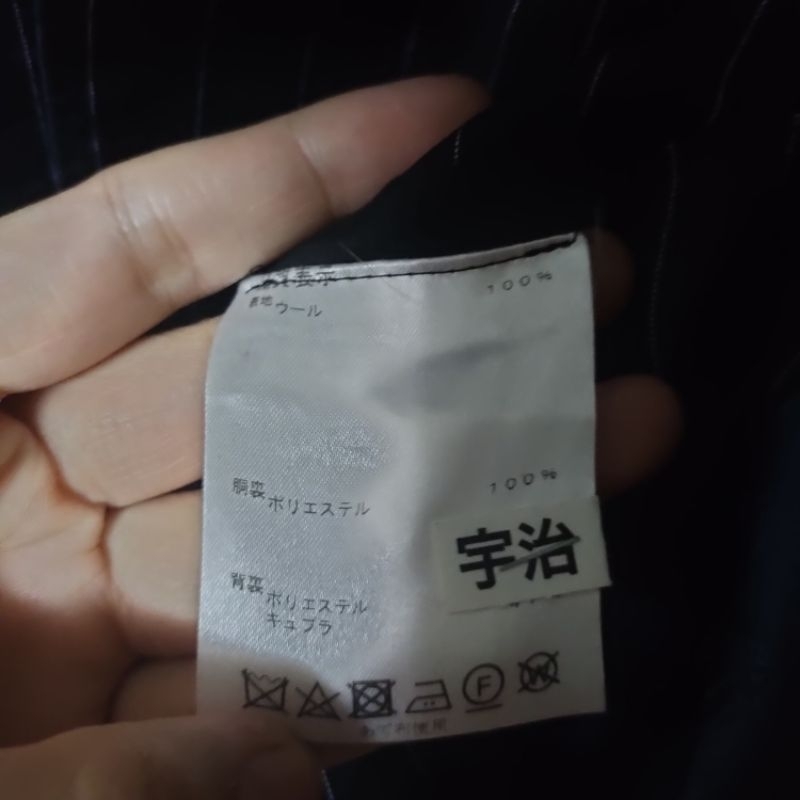 表示
表地 ウール 100%
胴裏 ポリエステル 100%
宇治
背裏 ポリエステル
キュプラ
F
W